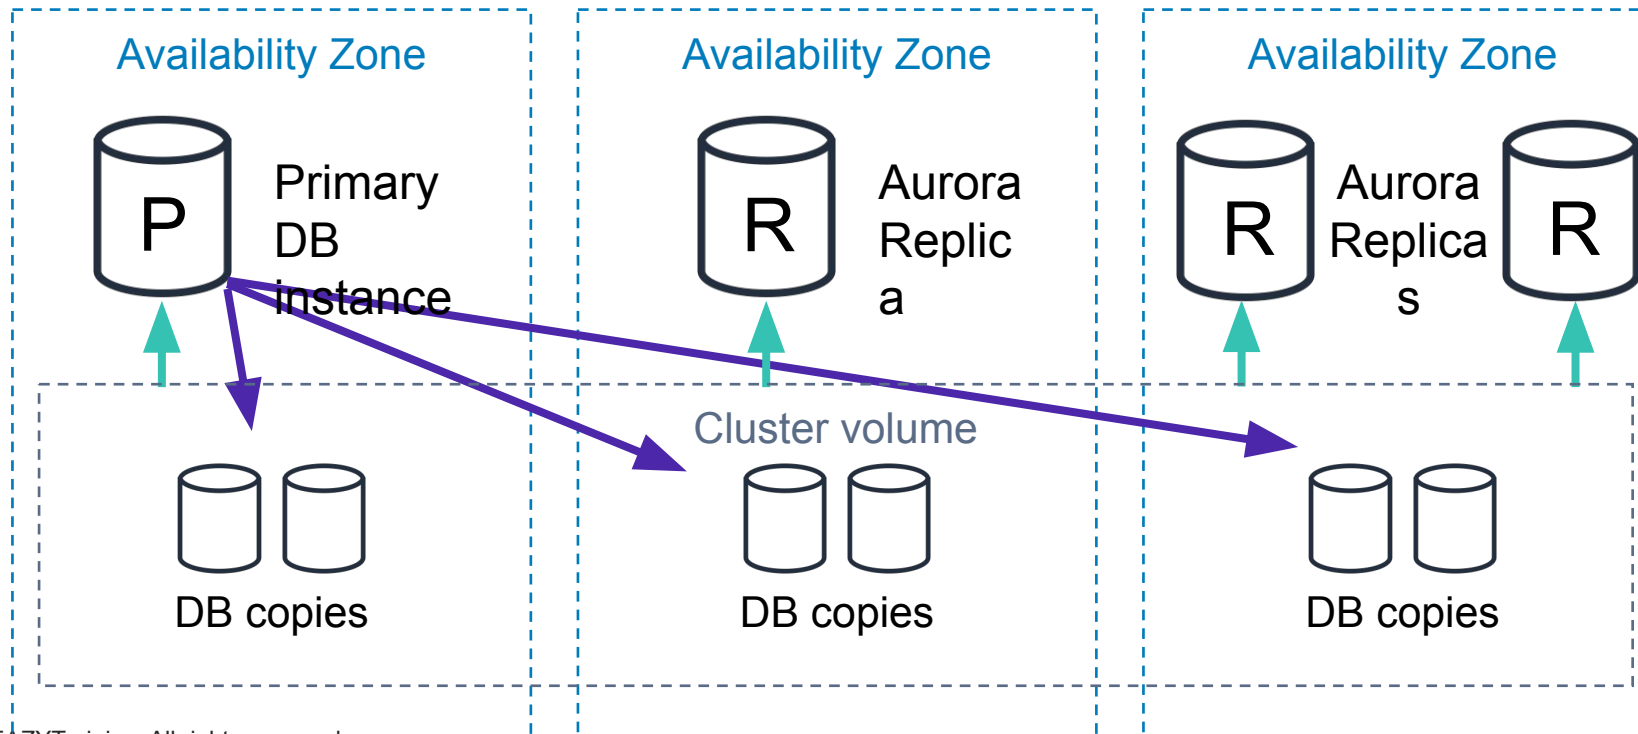 Availability Zone
Availability Zone
Availability Zone
P
Primary
DB
instance
R
Aurora
Replic
a
R
Aurora
Replica
s
R
Cluster volume
DB copies
DB copies
DB copies